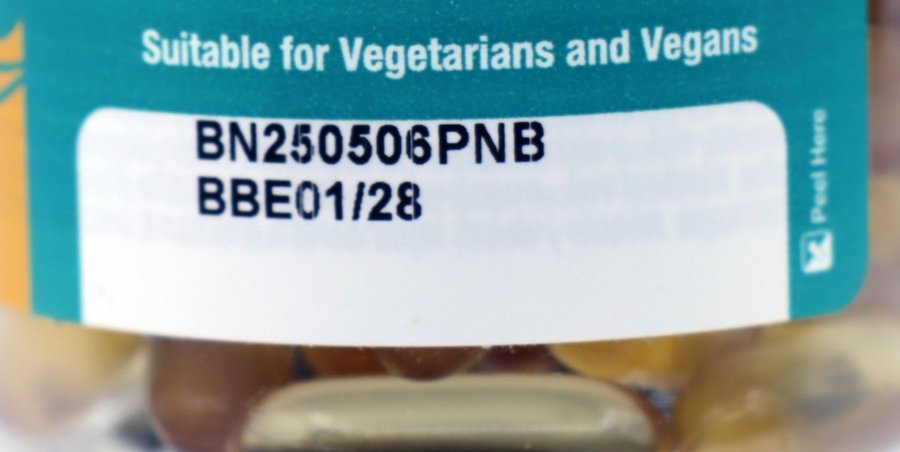 Suitable for Vegetarians and Vegans
BN250506PNB
BBE01/28
Peel Here